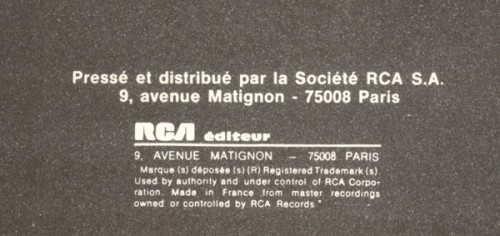 Pressé et distribué par la Société RCA S.A.
9, avenue Matignon - 75008 Paris
RCA éditeur
9, AVENUE MATIGNON – 75008 PARIS
Marque (s) déposée (s) (R) Registered Trademark (s)
Used by authority and under control of RCA Corpo-
ration. Made in France from master recordings
owned or controlled by RCA Records."